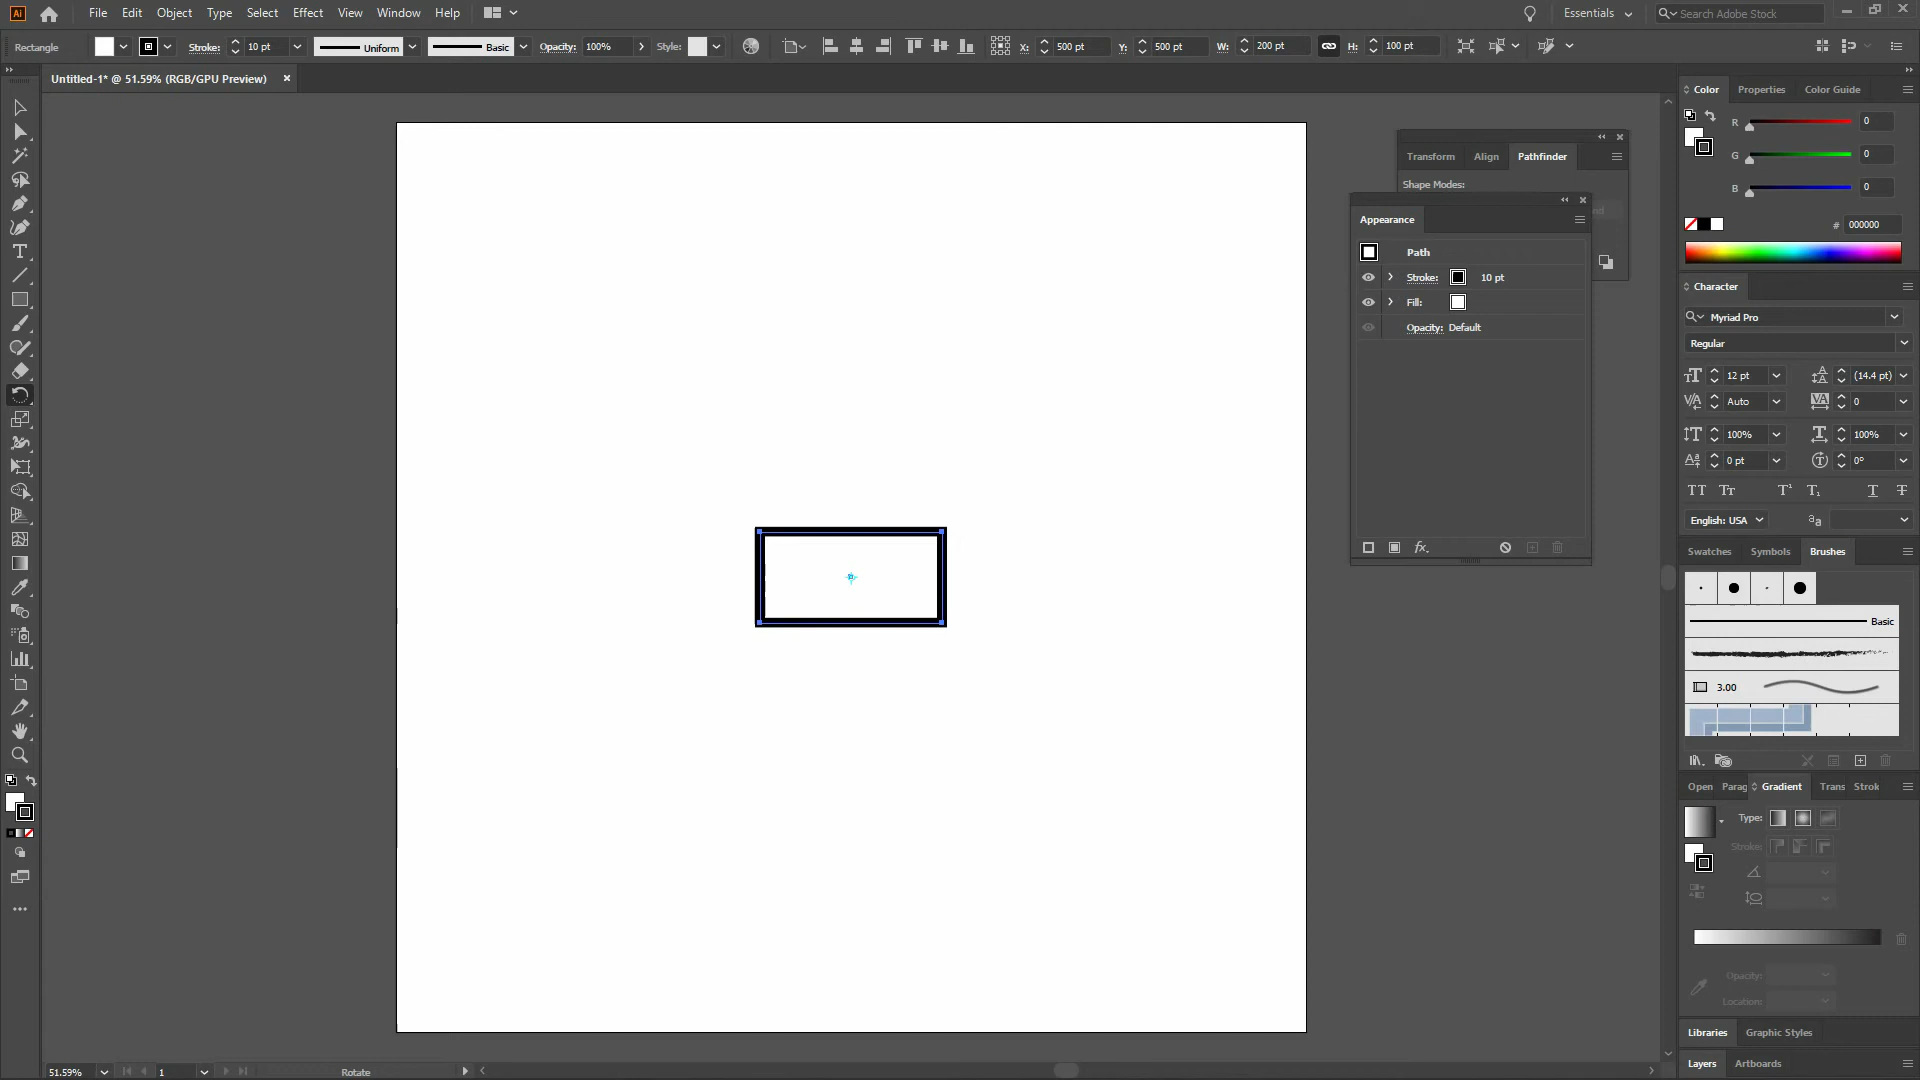 File Edit Object Type Select Effect View Window Help Essentials Search Adobe Stock
Rectangle Stroke: 10 pt Uniform Basic Opacity: 100% Style: X: 500 pt Y: 500 pt W: 200 pt H: 100 pt
Untitled-1* @ 51.59% (RGB/GPU Preview)
Transform Align Pathfinder
Shape Modes:
Appearance
Path
Stroke: 10 pt
Fill:
Opacity: Default
fx.
Color Properties Color Guide
R 0
G 0
B 0
# 000000
Character
Myriad Pro
Regular
12 pt (14.4 pt)
Auto 0
100% 100%
0 pt 0°
English: USA
Swatches Symbols Brushes
Basic
3.00
Open Parag Gradient Trans Strok
Type:
Stroke:
Opacity:
Location:
Libraries Graphic Styles
Layers Artboards
51.59% 1 Rotate